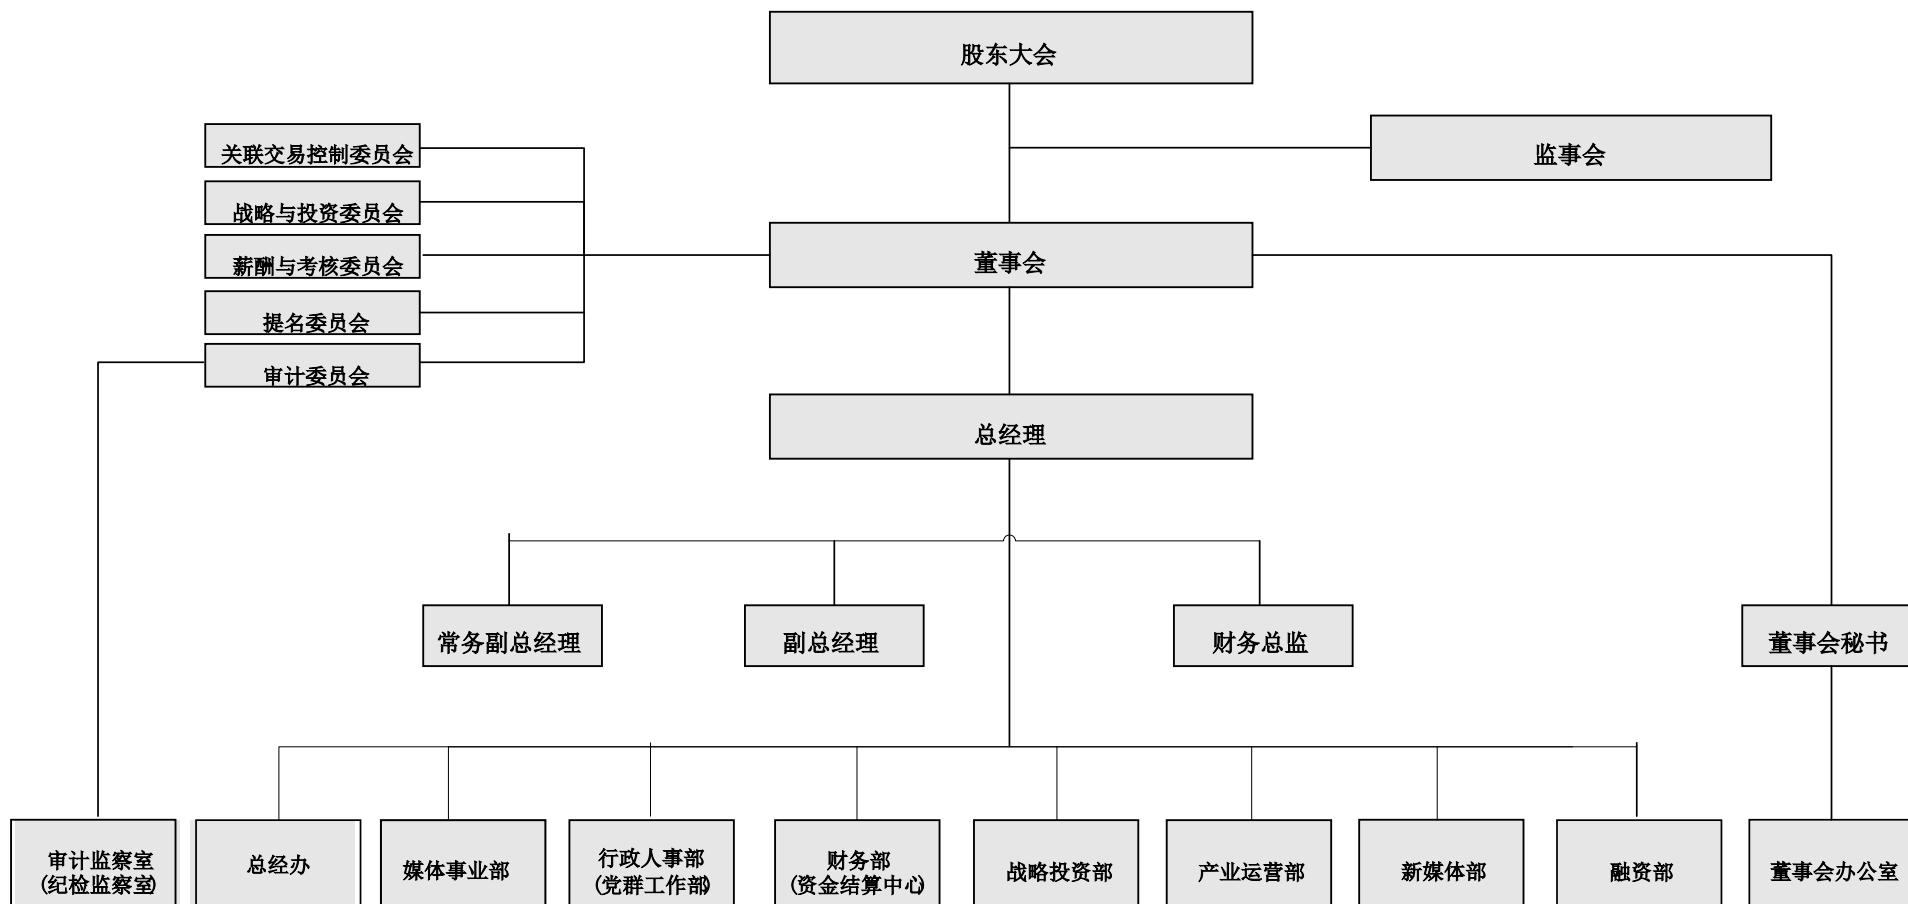 股东大会
监事会
关联交易控制委员会
战略与投资委员会
薪酬与考核委员会
提名委员会
审计委员会
董事会
总经理
常务副总经理
副总经理
财务总监
董事会秘书
审计监察室
(纪检监察室)
总经办
媒体事业部
行政人事部
(党群工作部)
财务部
(资金结算中心)
战略投资部
产业运营部
新媒体部
融资部
董事会办公室